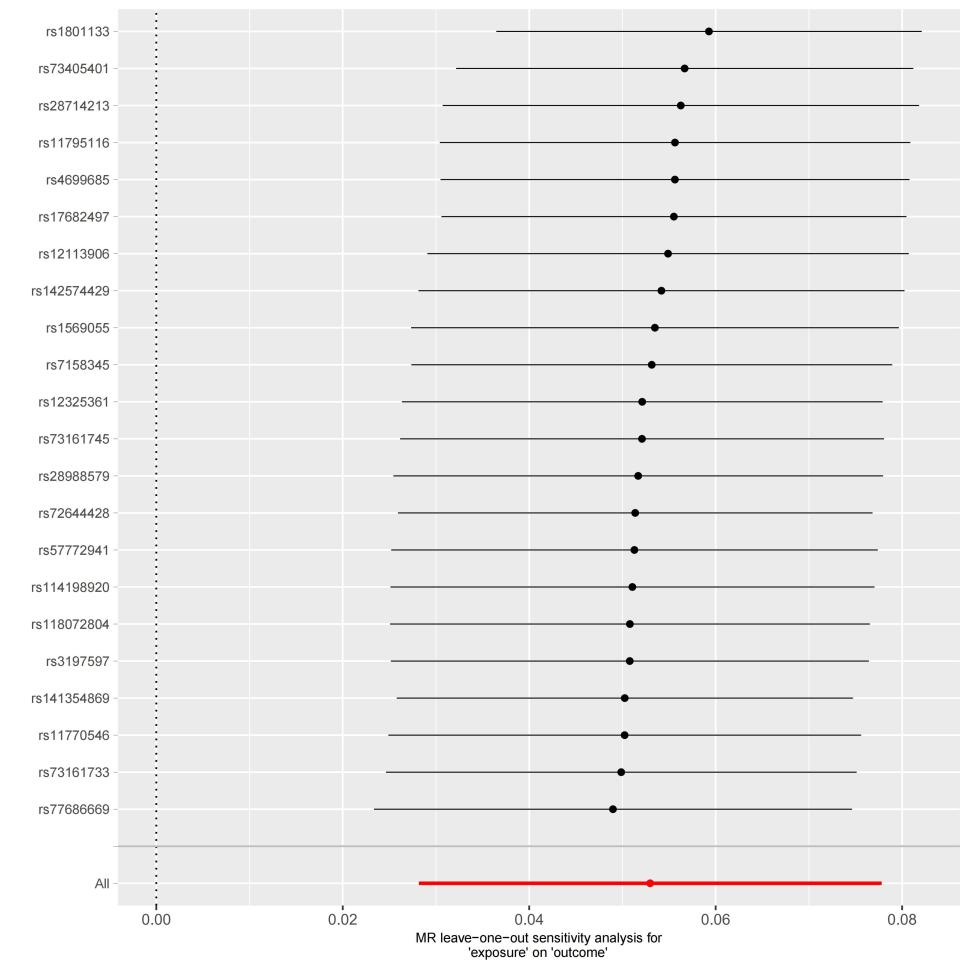 rs1801133
rs73405401
rs28714213
rs11795116
rs4699685
rs17682497
rs12113906
rs142574429
rs1569055
rs7158345
rs12325361
rs73161745
rs28988579
rs72644428
rs57772941
rs114198920
rs118072804
rs3197597
rs141354869
rs11770546
rs73161733
rs77686669
All
0.00 0.02 0.04 0.06 0.08
MR leave−one−out sensitivity analysis for
'exposure' on 'outcome'